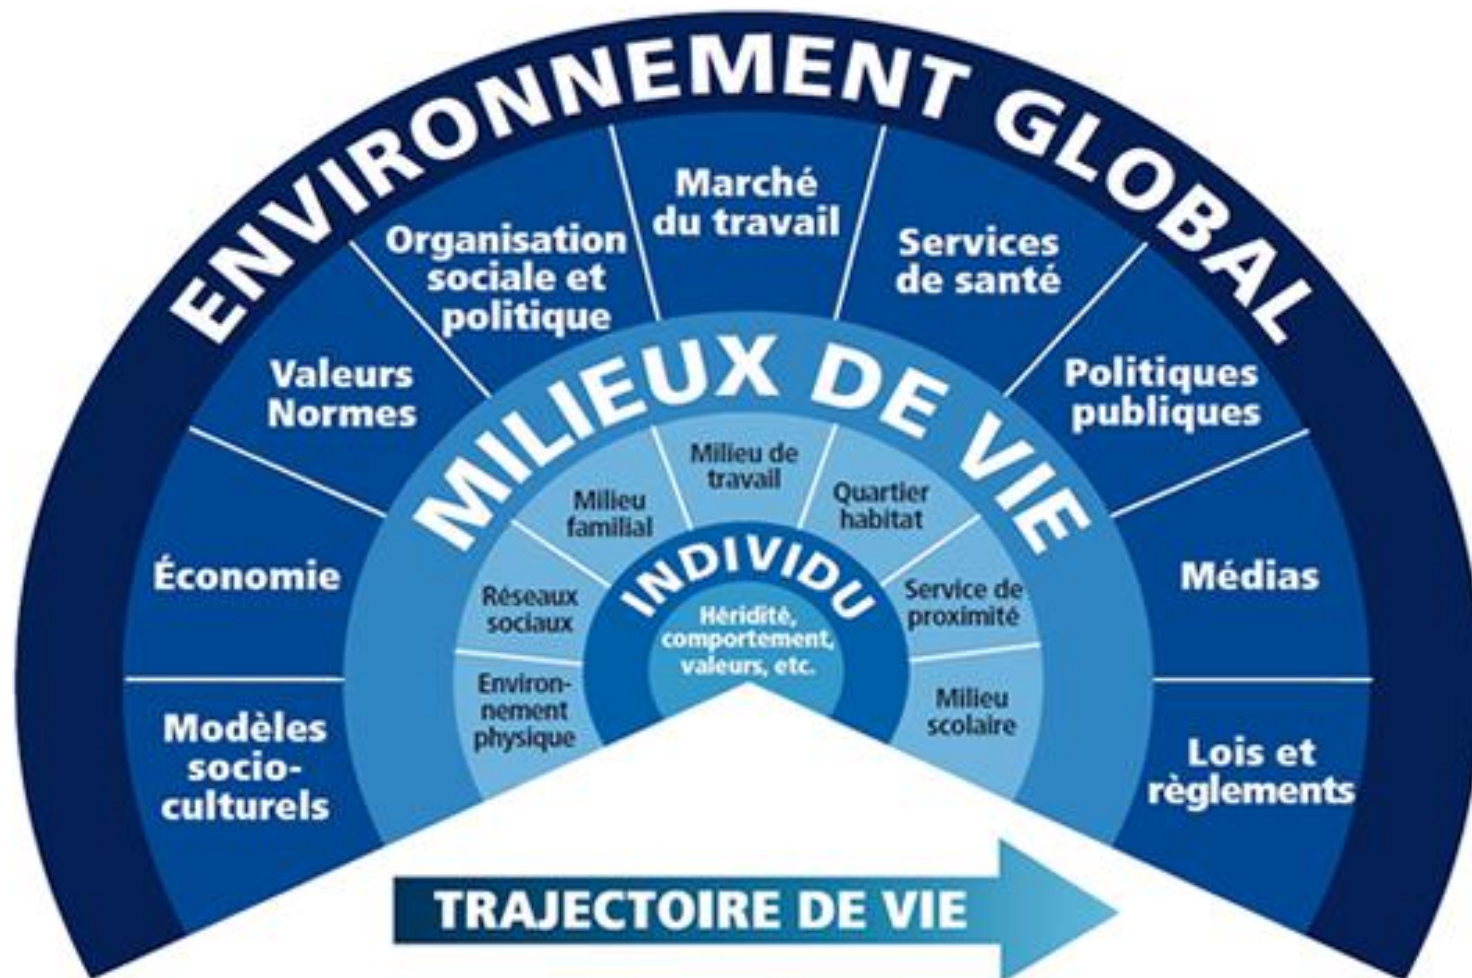 ENVIRONNEMENT GLOBAL
Modèles
socio-
culturels
Économie
Valeurs
Normes
Organisation
sociale et
politique
Marché
du travail
Services
de santé
Politiques
publiques
Médias
Lois et
règlements
MILIEUX DE VIE
Environ-
nement
physique
Réseaux
sociaux
Milieu
familial
Milieu de
travail
Quartier
habitat
Service de
proximité
Milieu
scolaire
INDIVIDU
Héridité,
comportement,
valeurs, etc.
TRAJECTOIRE DE VIE